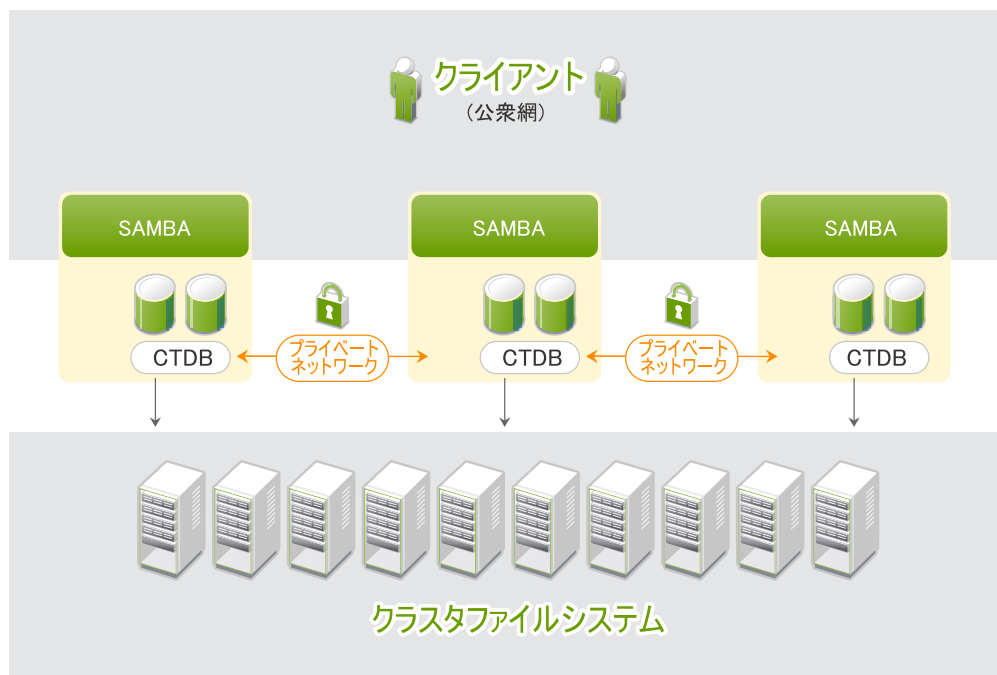 クライアント
（公衆網）
SAMBA
SAMBA
SAMBA
CTDB
プライベート
ネットワーク
CTDB
プライベート
ネットワーク
CTDB
クラスタファイルシステム